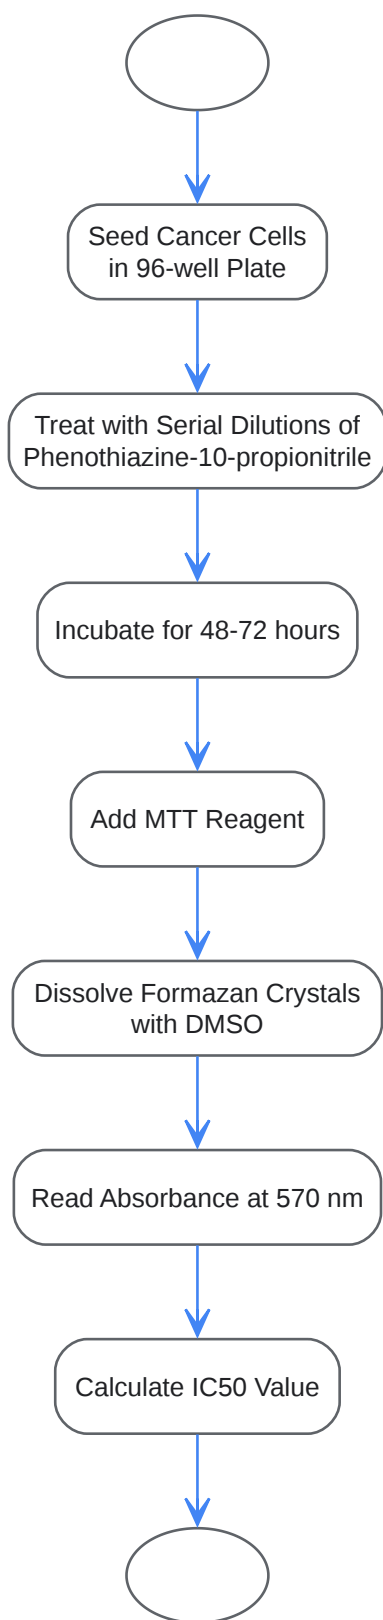 Seed Cancer Cells
in 96-well Plate
Treat with Serial Dilutions of
Phenothiazine-10-propionitrile
Incubate for 48-72 hours
Add MTT Reagent
Dissolve Formazan Crystals
with DMSO
Read Absorbance at 570 nm
Calculate IC50 Value